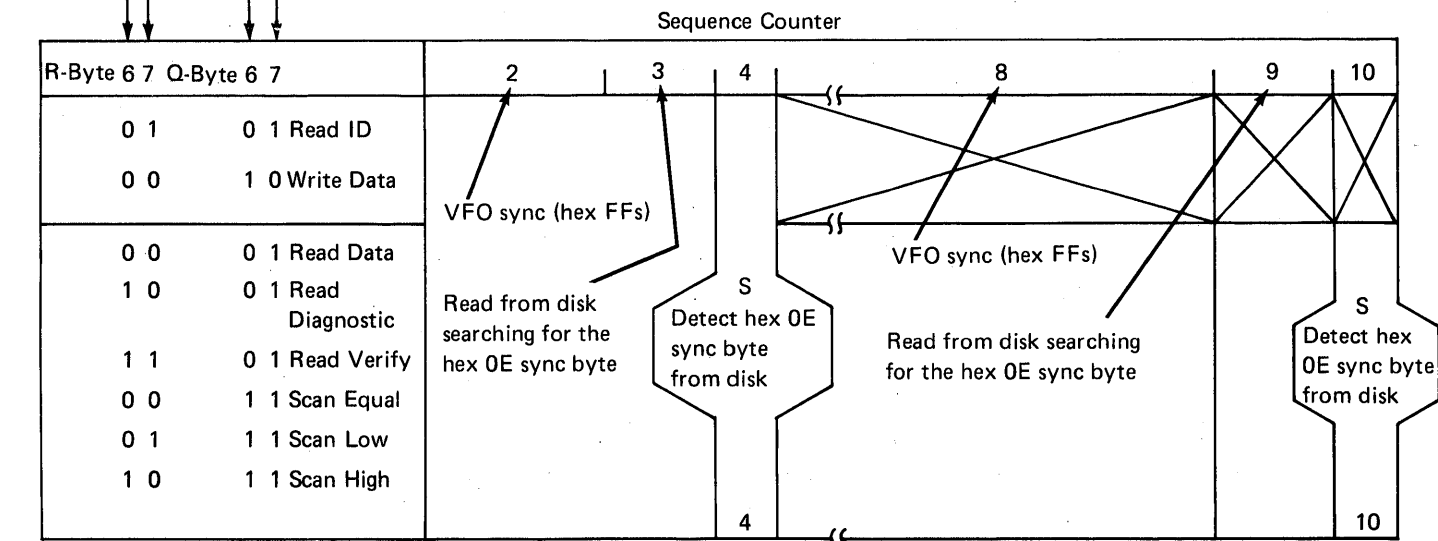 Sequence Counter
R-Byte 6 7 Q-Byte 6 7
2 3 4 8 9 10
0 1 0 1 Read ID
0 0 1 0 Write Data
VFO sync (hex FFs)
0 0 0 1 Read Data
1 0 0 1 Read
Diagnostic
1 1 0 1 Read Verify
0 0 1 1 Scan Equal
0 1 1 1 Scan Low
1 0 1 1 Scan High
Read from disk
searching for the
hex 0E sync byte
S
Detect hex 0E
sync byte
from disk
4
VFO sync (hex FFs)
Read from disk searching
for the hex 0E sync byte
S
Detect hex
0E sync byte
from disk
10